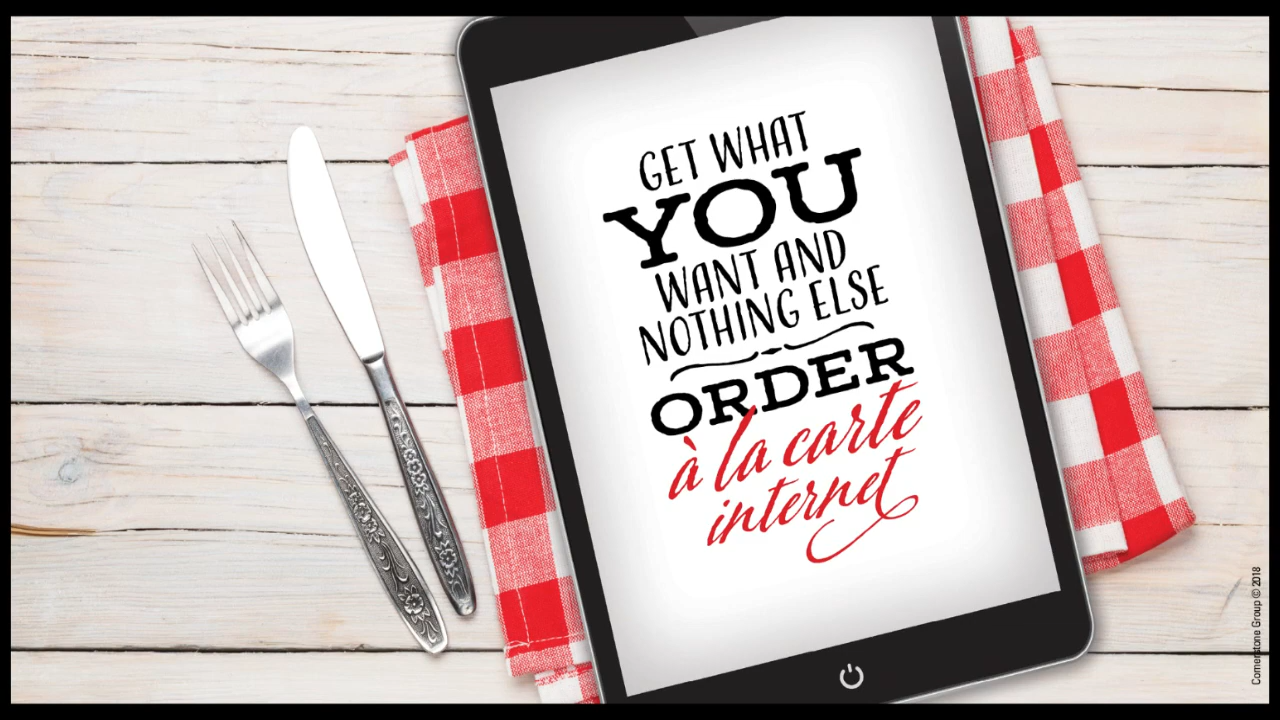 GET WHAT
YOU
WANT AND
NOTHING ELSE
ORDER
à la carte
internet
Cornerstone Group © 2018